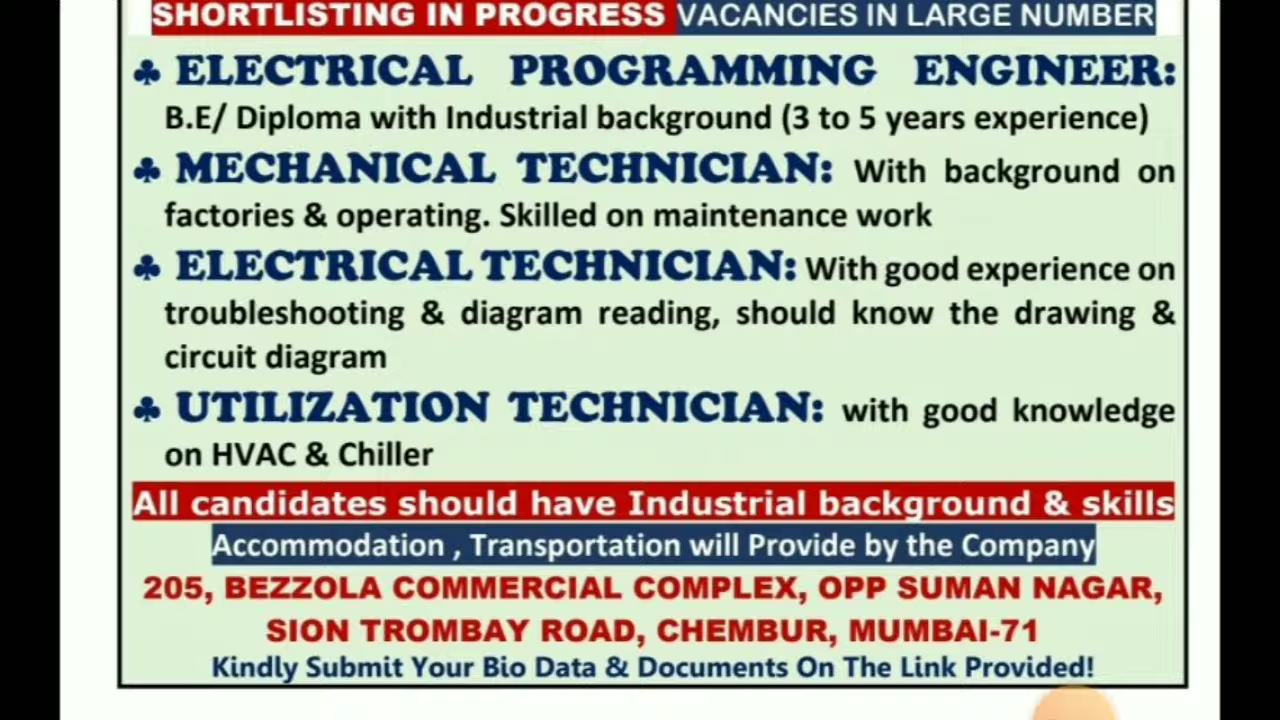 SHORTLISTING IN PROGRESS VACANCIES IN LARGE NUMBER
♣ ELECTRICAL PROGRAMMING ENGINEER:
B.E/ Diploma with Industrial background (3 to 5 years experience)
♣ MECHANICAL TECHNICIAN: With background on
factories & operating. Skilled on maintenance work
♣ ELECTRICAL TECHNICIAN: With good experience on
troubleshooting & diagram reading, should know the drawing &
circuit diagram
♣ UTILIZATION TECHNICIAN: with good knowledge
on HVAC & Chiller
All candidates should have Industrial background & skills
Accommodation , Transportation will Provide by the Company
205, BEZZOLA COMMERCIAL COMPLEX, OPP SUMAN NAGAR,
SION TROMBAY ROAD, CHEMBUR, MUMBAI-71
Kindly Submit Your Bio Data & Documents On The Link Provided!